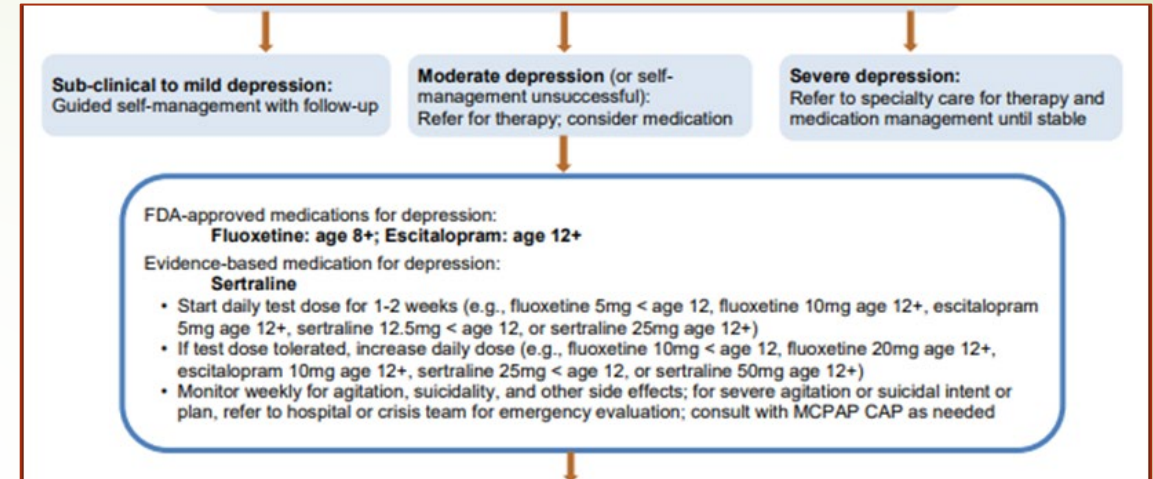 Sub-clinical to mild depression:
Guided self-management with follow-up
Moderate depression (or self-
management unsuccessful):
Refer for therapy; consider medication
Severe depression:
Refer to specialty care for therapy and
medication management until stable
FDA-approved medications for depression:
Fluoxetine: age 8+; Escitalopram: age 12+
Evidence-based medication for depression:
Sertraline
• Start daily test dose for 1-2 weeks (e.g., fluoxetine 5mg < age 12, fluoxetine 10mg age 12+, escitalopram
5mg age 12+, sertraline 12.5mg < age 12, or sertraline 25mg age 12+)
• If test dose tolerated, increase daily dose (e.g., fluoxetine 10mg < age 12, fluoxetine 20mg age 12+,
escitalopram 10mg age 12+, sertraline 25mg < age 12, or sertraline 50mg age 12+)
• Monitor weekly for agitation, suicidality, and other side effects; for severe agitation or suicidal intent or
plan, refer to hospital or crisis team for emergency evaluation; consult with MCPAP CAP as needed